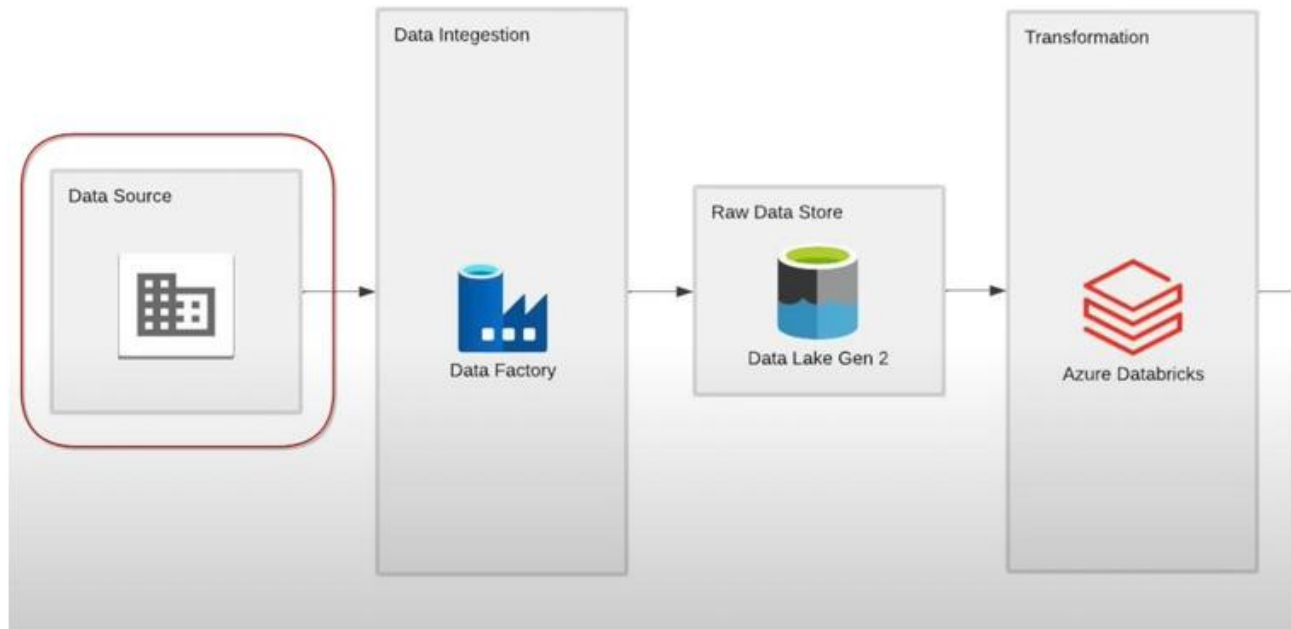 Data Source
Data Integestion
Data Factory
Raw Data Store
Data Lake Gen 2
Transformation
Azure Databricks